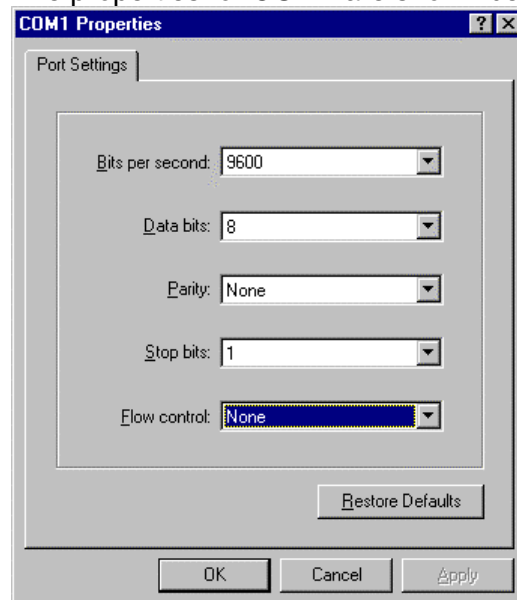 COM1 Properties
Port Settings
Bits per second: 9600
Data bits: 8
Parity: None
Stop bits: 1
Flow control: None
Restore Defaults
OK Cancel Apply